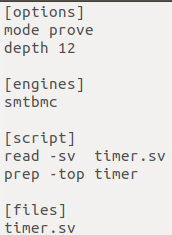 [options]
mode prove
depth 12

[engines]
smtbmc

[script]
read -sv  timer.sv
prep -top timer

[files]
timer.sv